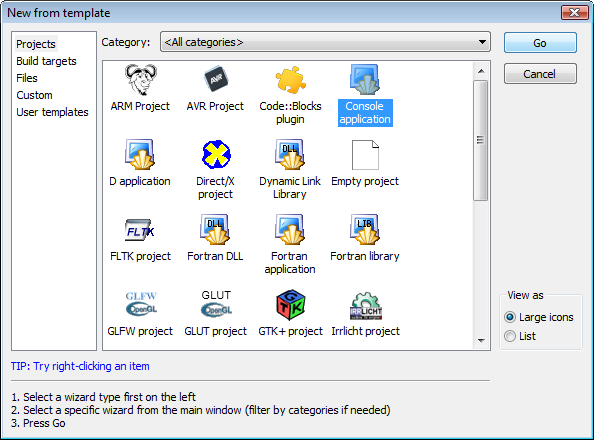 New from template
Projects
Build targets
Files
Custom
User templates
Category:
<All categories>
Go
Cancel
AVR
ARM Project
AVR Project
Code::Blocks
plugin
Console
application
DLL
D application
Direct/X
project
Dynamic Link
Library
Empty project
FLTK
DLL
LIB
FLTK project
Fortran DLL
Fortran
application
Fortran library
GLFW
OpenGL
GLUT
OpenGL
GTK
IRRLICHT
GLFW project
GLUT project
GTK+ project
Irrlicht project
View as
Large icons
List
TIP: Try right-clicking an item
1. Select a wizard type first on the left
2. Select a specific wizard from the main window (filter by categories if needed)
3. Press Go